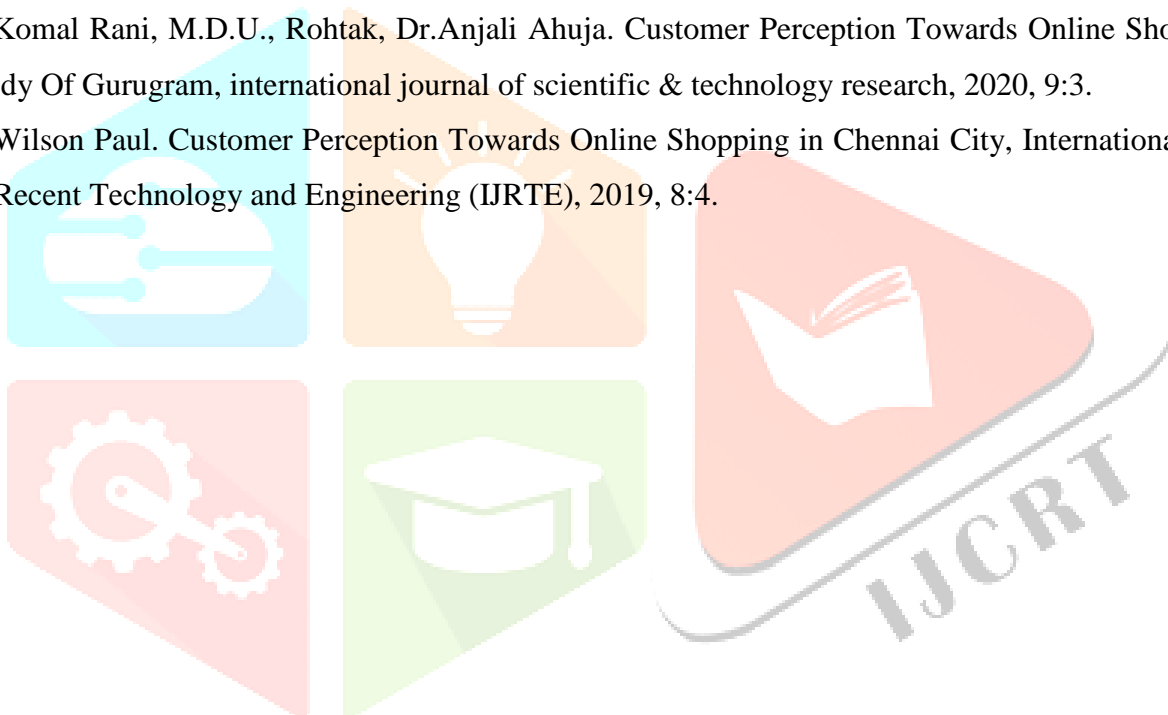 Komal Rani, M.D.U., Rohtak, Dr.Anjali Ahuja. Customer Perception Towards Online Sho
dy Of Gurugram, international journal of scientific & technology research, 2020, 9:3.
Wilson Paul. Customer Perception Towards Online Shopping in Chennai City, Internationa
Recent Technology and Engineering (IJRTE), 2019, 8:4.
IJCRT